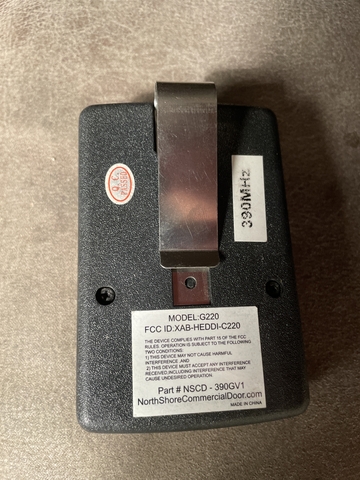 Q.C.
PASSED
390MHz
MODEL:G220
FCC ID:XAB-HEDDI-C220
THE DEVICE COMPLIES WITH PART 15 OF THE FCC
RULES. OPERATION IS SUBJECT TO THE FOLLOWING
TWO CONDITIONS:
1) THIS DEVICE MAY NOT CAUSE HARMFUL
INTERFERENCE .AND
2) THIS DEVICE MUST ACCEPT ANY INTERFERENCE
RECEIVED,INCLUDING INTERFERENCE THAT MAY
CAUSE UNDESIRED OPERATION.
Part # NSCD - 390GV1
NorthShoreCommercialDoor.com
MADE IN CHINA